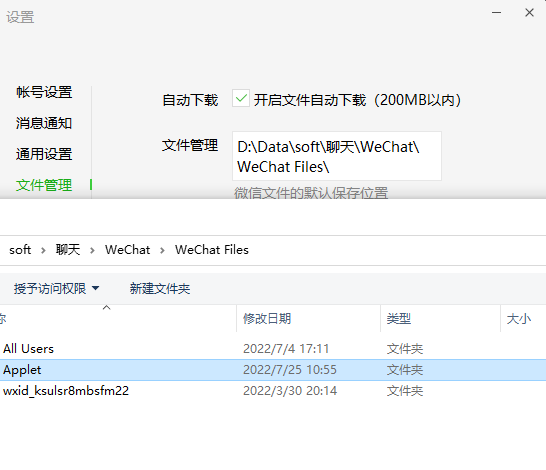 设置
帐号设置
自动下载 开启文件自动下载（200MB以内）
消息通知
文件管理 D:\Data\soft\聊天\WeChat\
WeChat Files\
通用设置
文件管理
微信文件的默认保存位置
soft 聊天 WeChat WeChat Files
授予访问权限 新建文件夹
修改日期 类型 大小
All Users 2022/7/4 17:11 文件夹
Applet 2022/7/25 10:55 文件夹
wxid_ksulsr8mbsfm22 2022/3/30 20:14 文件夹